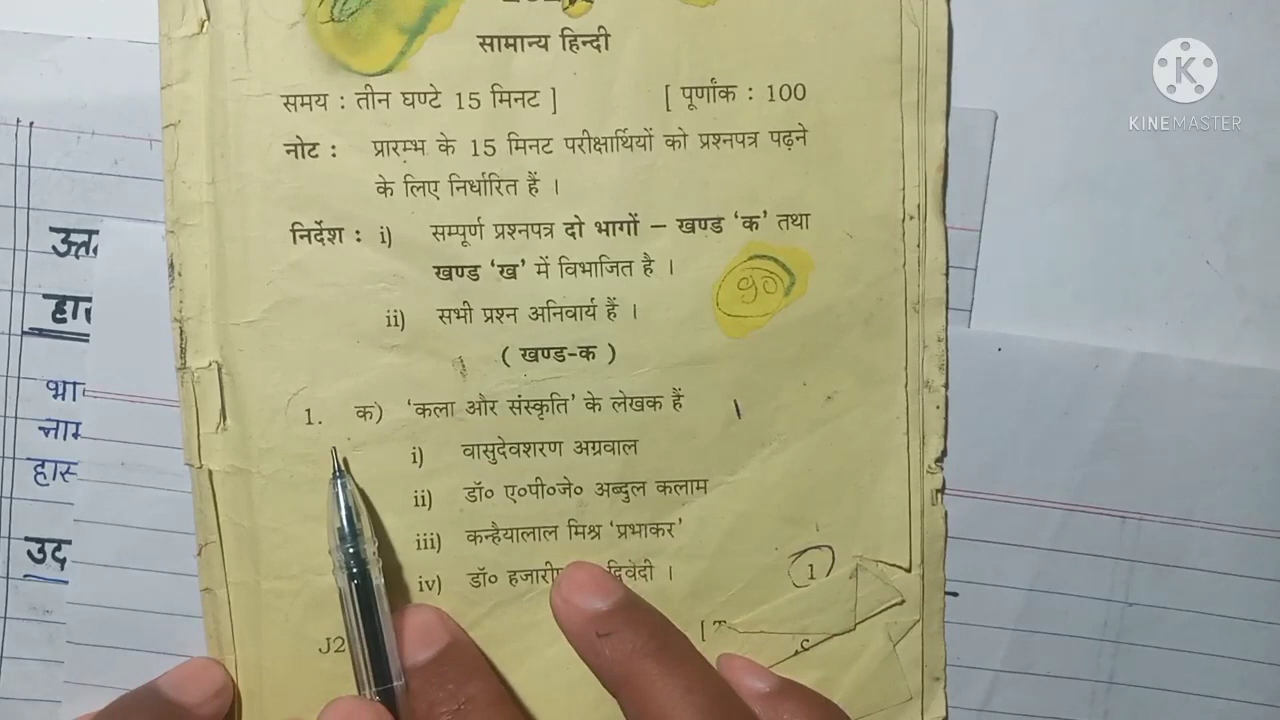 सामान्य हिन्दी
समय : तीन घण्टे 15 मिनट ] [ पूर्णांक : 100
नोट : प्रारम्भ के 15 मिनट परीक्षार्थियों को प्रश्नपत्र पढ़ने
के लिए निर्धारित हैं ।
निर्देश : i) सम्पूर्ण प्रश्नपत्र दो भागों – खण्ड 'क' तथा
खण्ड 'ख' में विभाजित है ।
90
ii) सभी प्रश्न अनिवार्य हैं ।
( खण्ड-क )
1. क) 'कला और संस्कृति' के लेखक हैं
i) वासुदेवशरण अग्रवाल
ii) डॉ० ए०पी०जे० अब्दुल कलाम
iii) कन्हैयालाल मिश्र 'प्रभाकर'
iv) डॉ० द्विवेदी ।
1
J2
KINEMASTER
भा
नाम
हास
उद